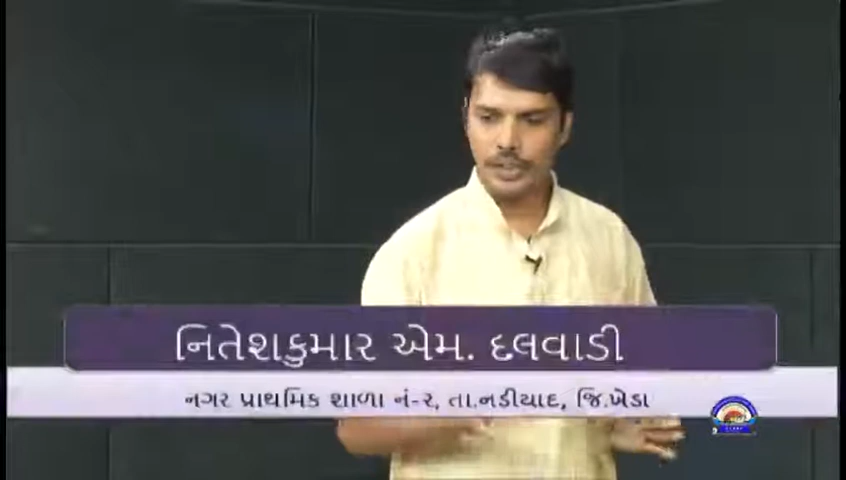 નિતેશકુમાર એમ. દલવાડી
નગર પ્રાથમિક શાળા નં-૨, તા.નડીયાદ, જિ.ખેડા